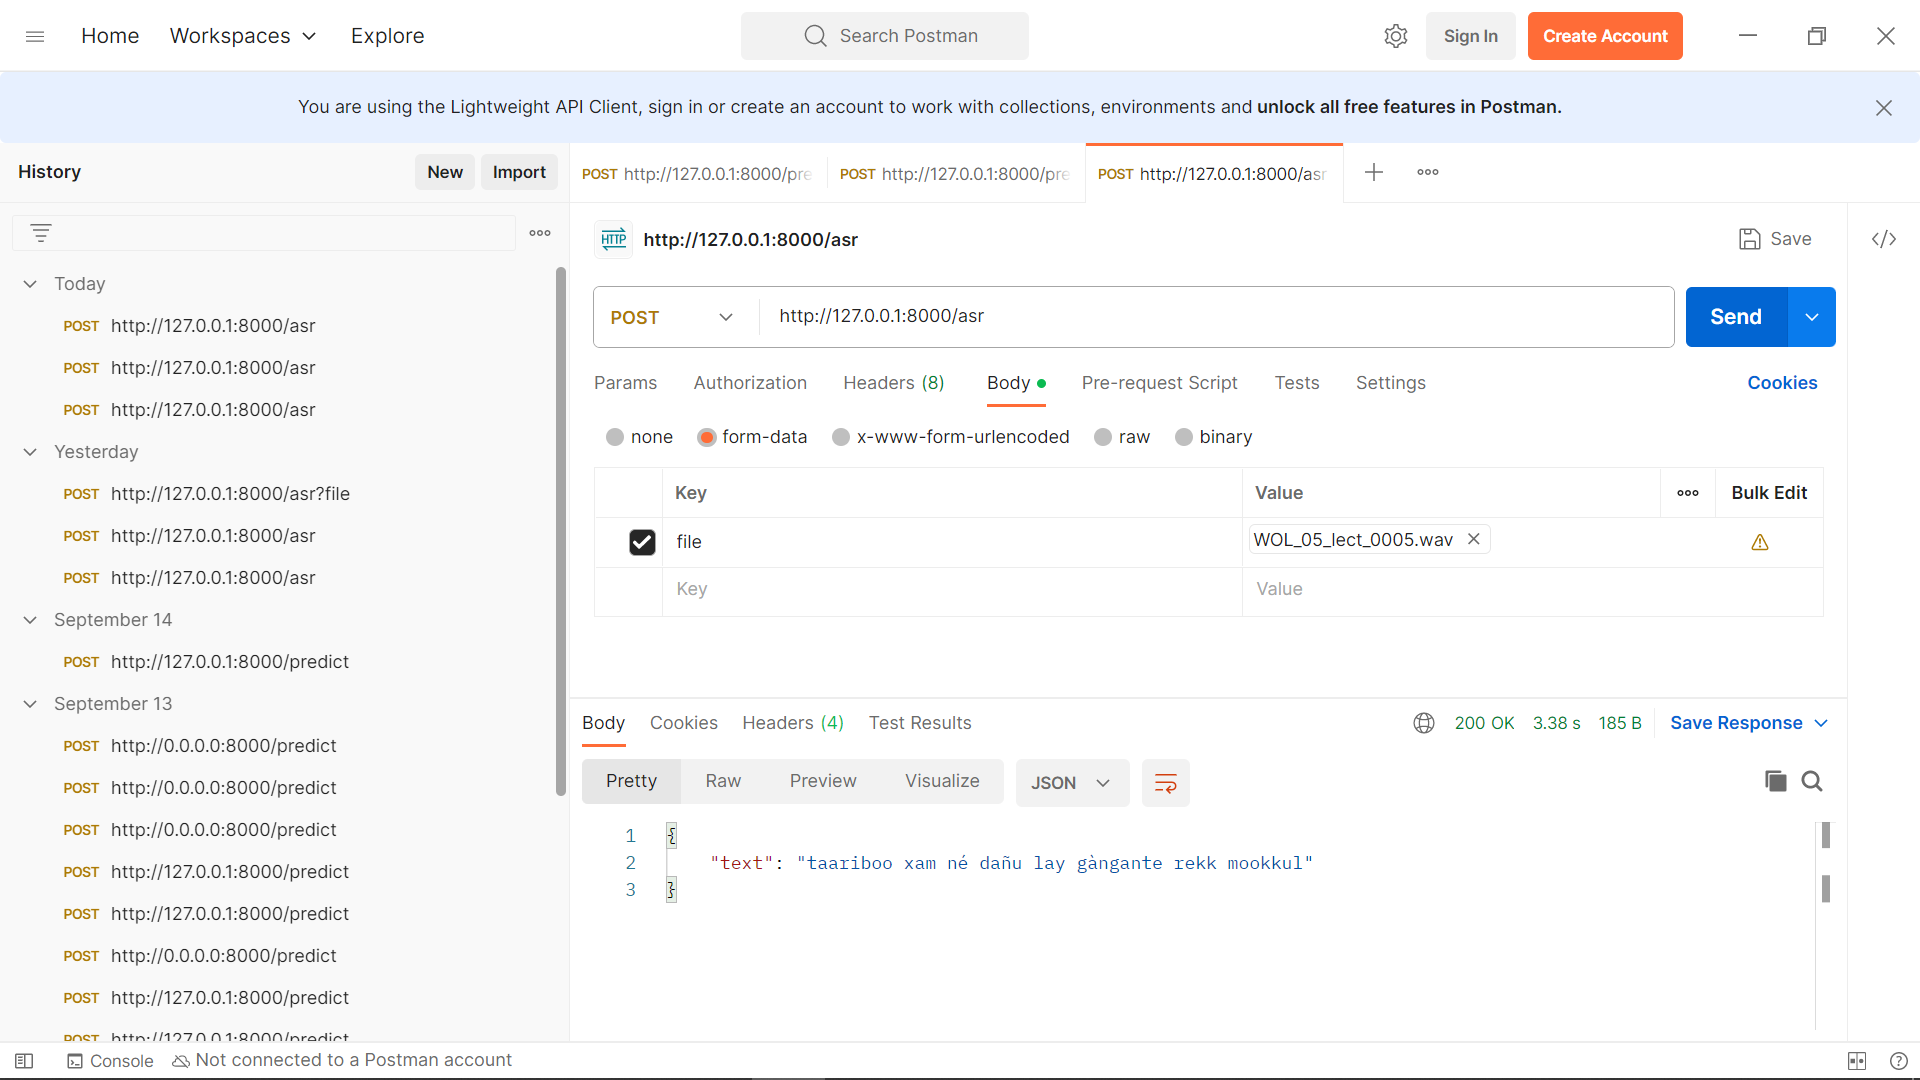 Home Workspaces Explore Search Postman Sign In Create Account
You are using the Lightweight API Client, sign in or create an account to work with collections, environments and unlock all free features in Postman.
History New Import
POST http://127.0.0.1:8000/pre POST http://127.0.0.1:8000/pre POST http://127.0.0.1:8000/asr
Today
POST http://127.0.0.1:8000/asr
POST http://127.0.0.1:8000/asr
POST http://127.0.0.1:8000/asr
Yesterday
POST http://127.0.0.1:8000/asr?file
POST http://127.0.0.1:8000/asr
POST http://127.0.0.1:8000/asr
September 14
POST http://127.0.0.1:8000/predict
September 13
POST http://0.0.0.0:8000/predict
POST http://0.0.0.0:8000/predict
POST http://0.0.0.0:8000/predict
POST http://127.0.0.1:8000/predict
POST http://127.0.0.1:8000/predict
POST http://0.0.0.0:8000/predict
POST http://127.0.0.1:8000/predict
POST http://127.0.0.1:8000/predict
HTTP http://127.0.0.1:8000/asr Save </>
POST http://127.0.0.1:8000/asr Send
Params Authorization Headers (8) Body Pre-request Script Tests Settings Cookies
none form-data x-www-form-urlencoded raw binary
Key Value Bulk Edit
file WOL_05_lect_0005.wav
Key Value
Body Cookies Headers (4) Test Results 200 OK 3.38 s 185 B Save Response
Pretty Raw Preview Visualize JSON
1 {
2 "text": "taariboo xam né dañu lay gàngante rekk mookkul"
3 }
Console Not connected to a Postman account